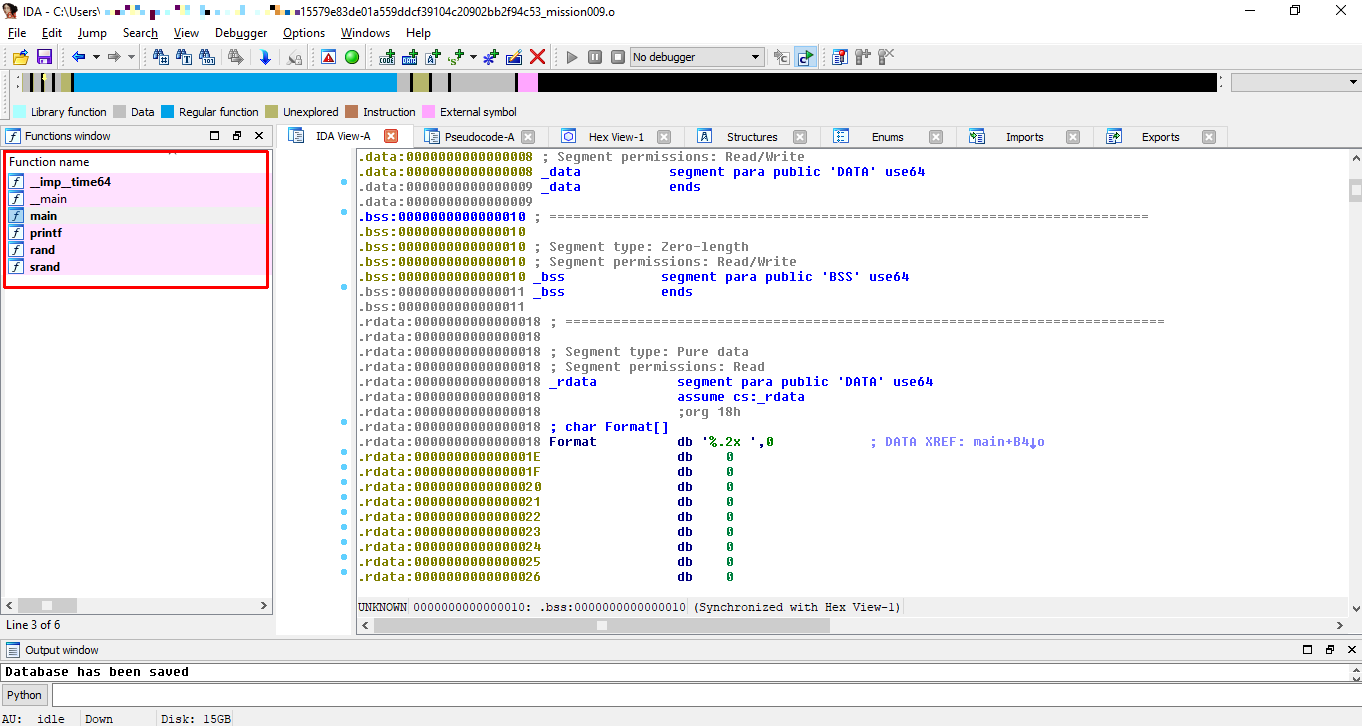 IDA - C:\Users\ 15579e83de01a559ddcf39104c20902bb2f94c53_mission009.o
File Edit Jump Search View Debugger Options Windows Help
No debugger
Library function Data Regular function Unexplored Instruction External symbol
Functions window
IDA View-A Pseudocode-A Hex View-1 Structures Enums Imports Exports
Function name
__imp__time64
__main
main
printf
rand
srand
.data:0000000000000008 ; Segment permissions: Read/Write
.data:0000000000000008 _data segment para public 'DATA' use64
.data:0000000000000009 _data ends
.data:0000000000000009
.bss:0000000000000010 ; ===========================================================================
.bss:0000000000000010
.bss:0000000000000010 ; Segment type: Zero-length
.bss:0000000000000010 ; Segment permissions: Read/Write
.bss:0000000000000010 _bss segment para public 'BSS' use64
.bss:0000000000000011 _bss ends
.bss:0000000000000011
.rdata:0000000000000018 ; ===========================================================================
.rdata:0000000000000018
.rdata:0000000000000018 ; Segment type: Pure data
.rdata:0000000000000018 ; Segment permissions: Read
.rdata:0000000000000018 _rdata segment para public 'DATA' use64
.rdata:0000000000000018 assume cs:_rdata
.rdata:0000000000000018 ;org 18h
.rdata:0000000000000018 ; char Format[]
.rdata:0000000000000018 Format db '%.2x ',0 ; DATA XREF: main+B4↓o
.rdata:000000000000001E db 0
.rdata:000000000000001F db 0
.rdata:0000000000000020 db 0
.rdata:0000000000000021 db 0
.rdata:0000000000000022 db 0
.rdata:0000000000000023 db 0
.rdata:0000000000000024 db 0
.rdata:0000000000000025 db 0
.rdata:0000000000000026 db 0
UNKNOWN 0000000000000010: .bss:0000000000000010 (Synchronized with Hex View-1)
Line 3 of 6
Output window
Database has been saved
Python
AU: idle Down Disk: 15GB